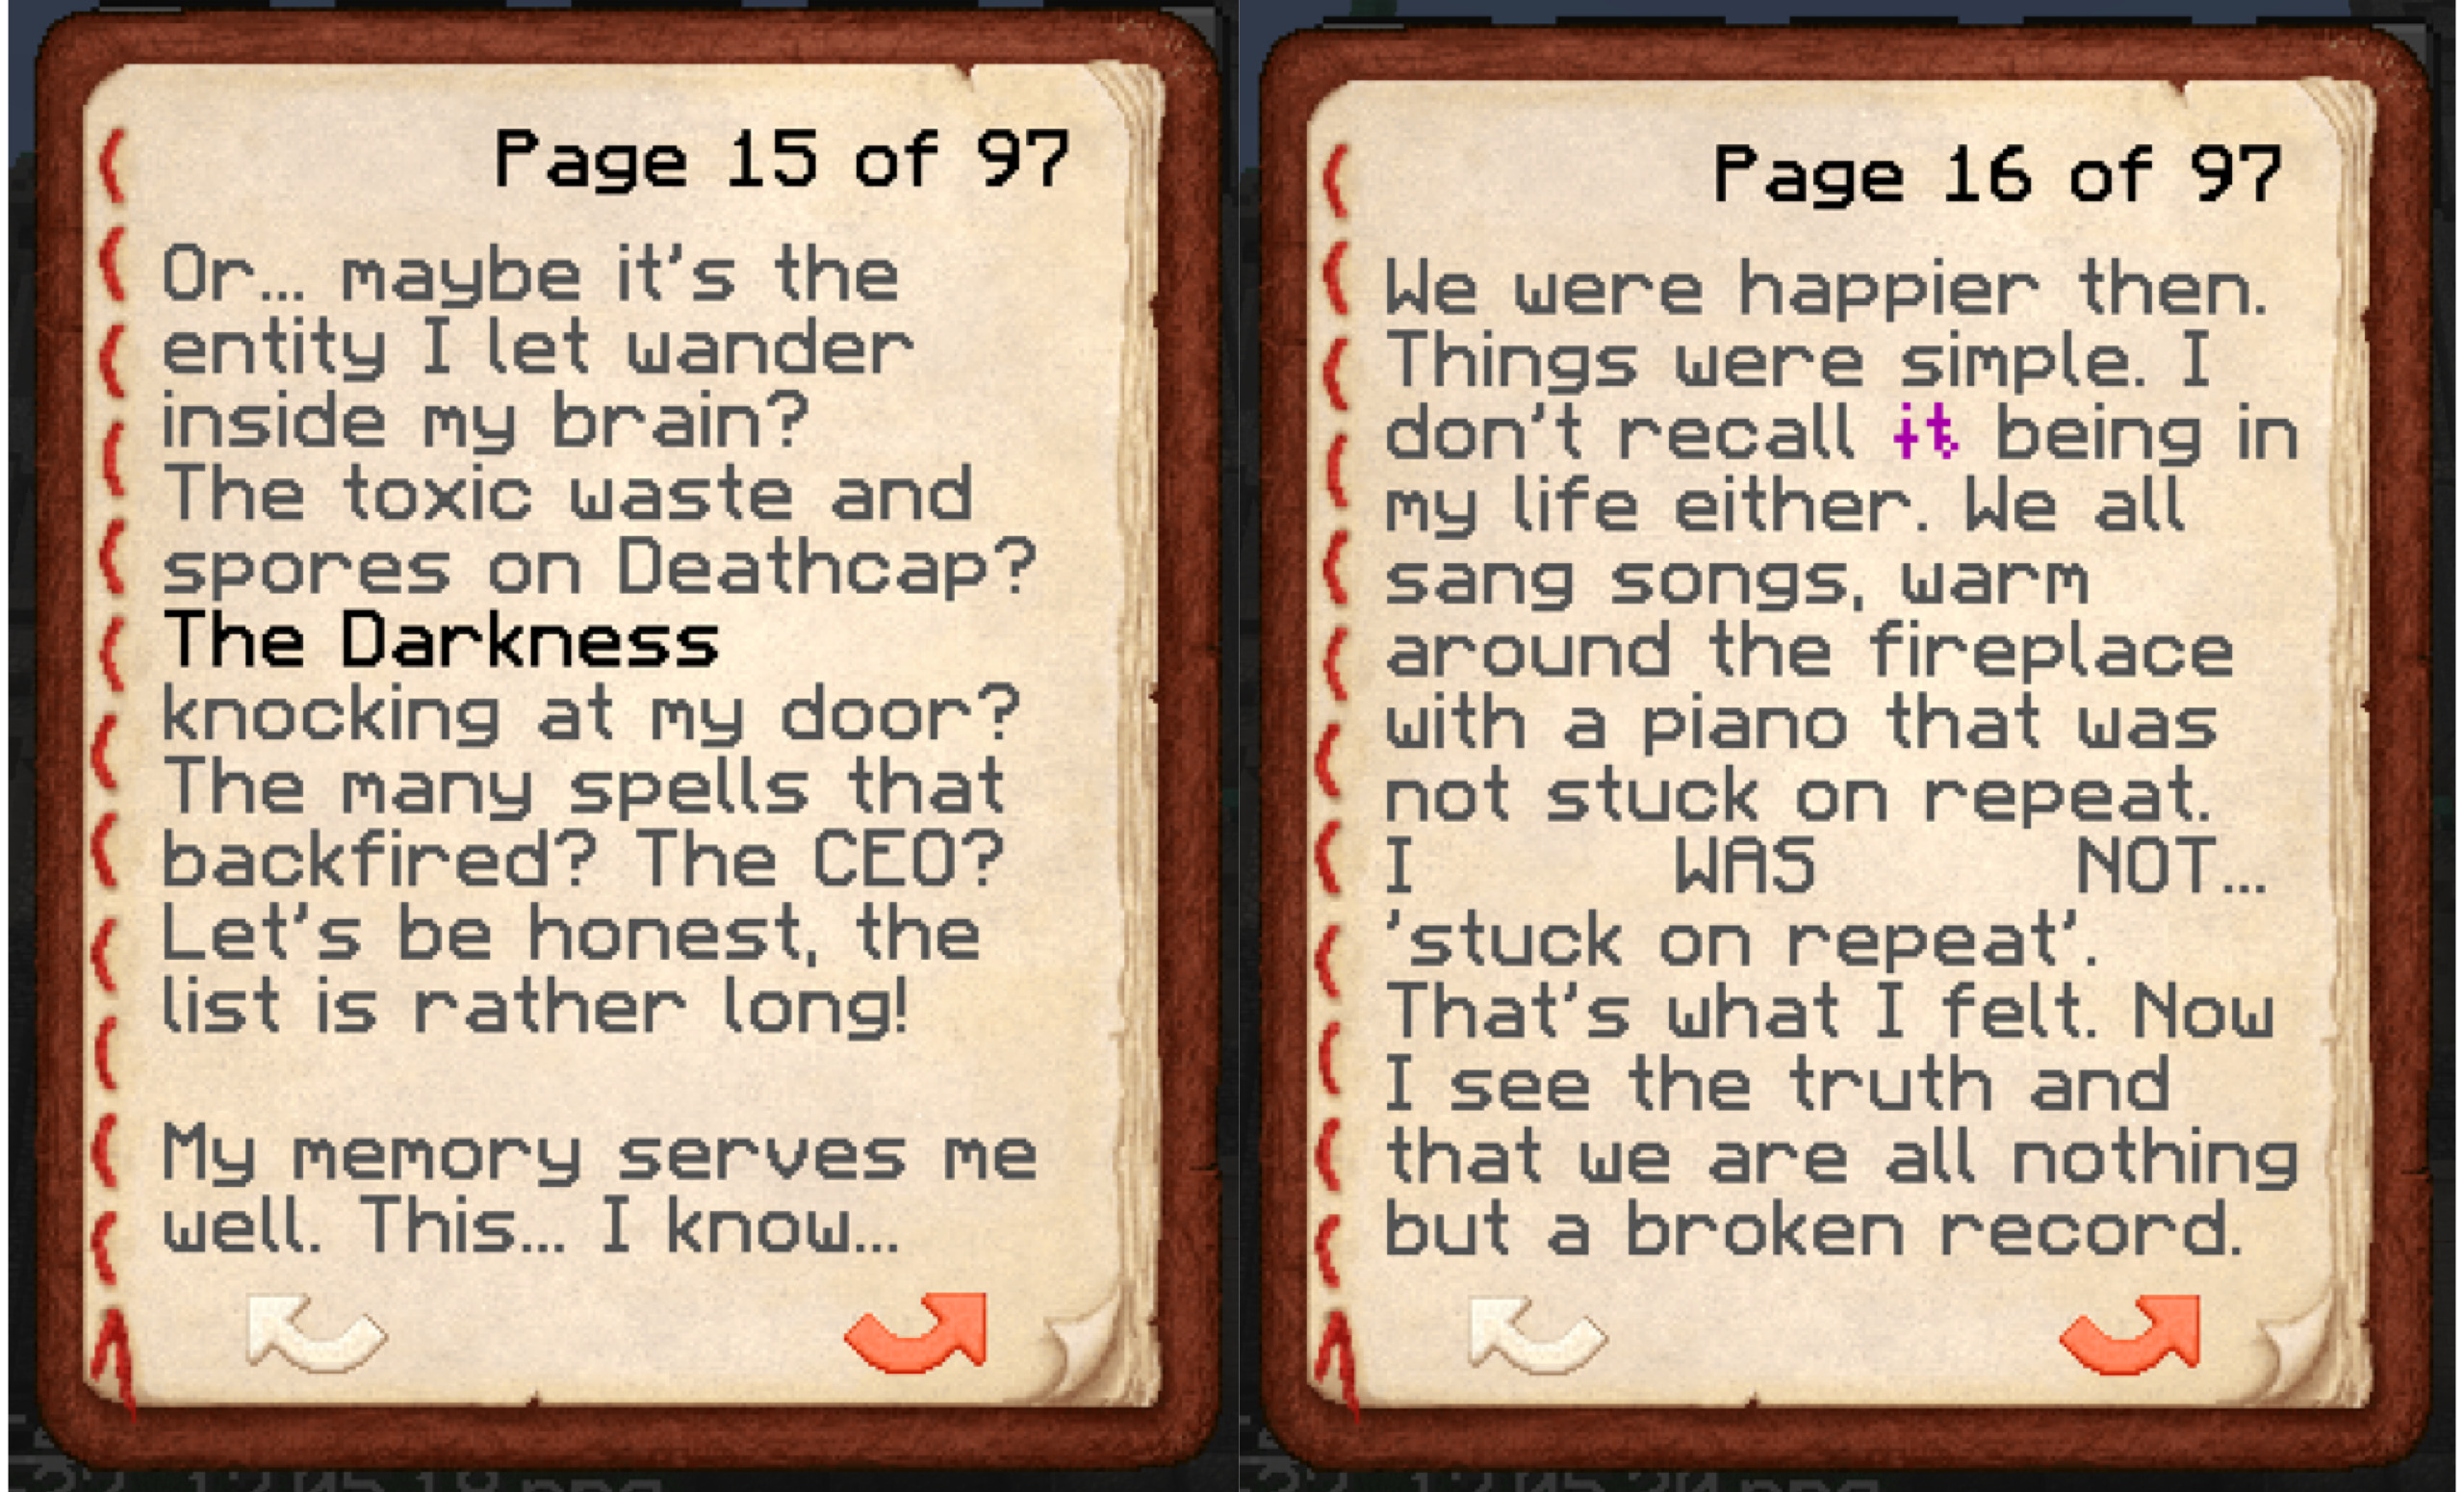 Page 15 of 97
Or... maybe it's the
entity I let wander
inside my brain?
The toxic waste and
spores on Deathcap?
The Darkness
knocking at my door?
The many spells that
backfired? The CEO?
Let's be honest, the
list is rather long!
My memory serves me
well. This... I know...
Page 16 of 97
We were happier then.
Things were simple. I
don't recall it being in
my life either. We all
sang songs, warm
around the fireplace
with a piano that was
not stuck on repeat.
I WAS NOT...
'stuck on repeat'.
That's what I felt. Now
I see the truth and
that we are all nothing
but a broken record.